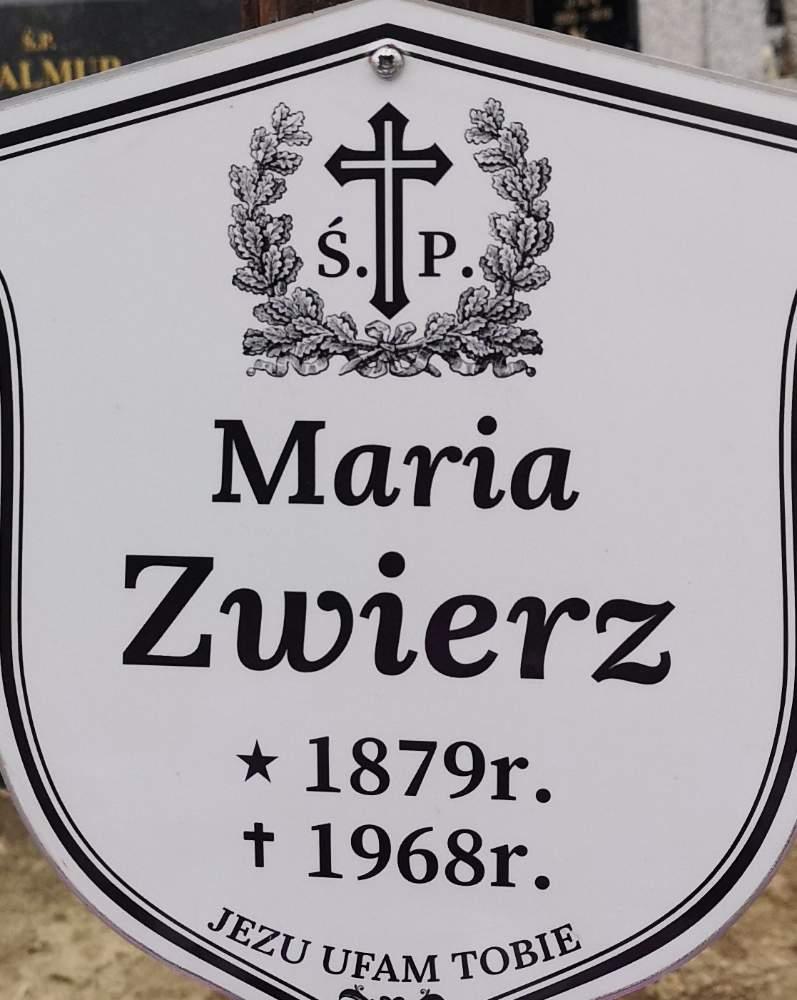 Ś.P.
Ś. P.
Maria
Zwierz
★ 1879r.
✝ 1968r.
JEZU UFAM TOBIE